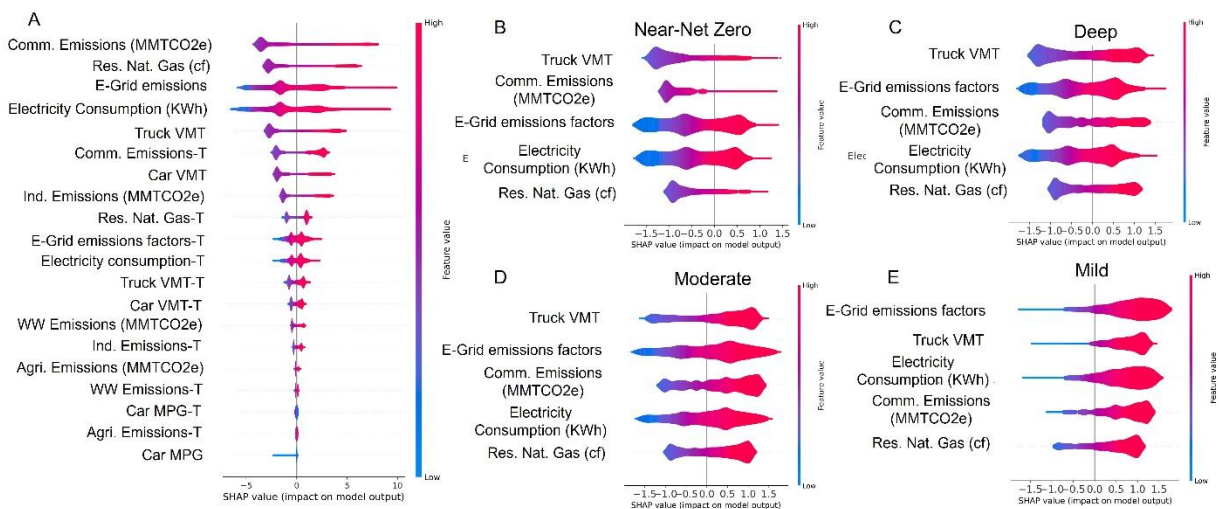 A
High
Comm. Emissions (MMTCO2e)
Res. Nat. Gas (cf)
E-Grid emissions
Electricity Consumption (KWh)
Truck VMT
Comm. Emissions-T
Car VMT
Ind. Emissions (MMTCO2e)
Res. Nat. Gas-T
E-Grid emissions factors-T
Electricity consumption-T
Truck VMT-T
Car VMT-T
WW Emissions (MMTCO2e)
Ind. Emissions-T
Agri. Emissions (MMTCO2e)
WW Emissions-T
Car MPG-T
Agri. Emissions-T
Car MPG
Feature value
Low
−5 0 5 10
SHAP value (impact on model output)
B
Near-Net Zero
High
Truck VMT
Comm. Emissions
(MMTCO2e)
E-Grid emissions factors
E
Electricity
Consumption (KWh)
Res. Nat. Gas (cf)
Feature value
Low
−1.5 −1.0 −0.5 0.0 0.5 1.0 1.5
SHAP value (impact on model output)
C
Deep
High
Truck VMT
E-Grid emissions factors
Comm. Emissions
(MMTCO2e)
Elec
Electricity
Consumption (KWh)
Res. Nat. Gas (cf)
Feature value
Low
−1.5 −1.0 −0.5 0.0 0.5 1.0 1.5
SHAP value (impact on model output)
D
Moderate
High
Truck VMT
E-Grid emissions factors
Comm. Emissions
(MMTCO2e)
Electricity
Consumption (KWh)
Res. Nat. Gas (cf)
Feature value
Low
−1.5 −1.0 −0.5 0.0 0.5 1.0 1.5
SHAP value (impact on model output)
E
Mild
High
E-Grid emissions factors
Truck VMT
Electricity
Consumption (KWh)
Comm. Emissions
(MMTCO2e)
Res. Nat. Gas (cf)
Feature value
Low
−1.5 −1.0 −0.5 0.0 0.5 1.0 1.5
SHAP value (impact on model output)